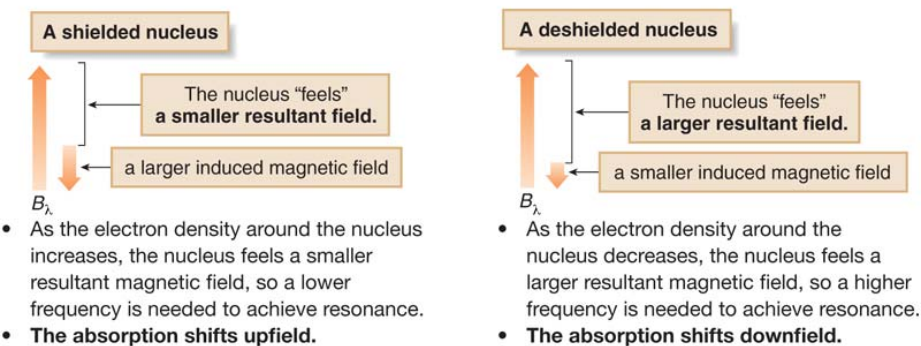 A shielded nucleus
The nucleus “feels”
a smaller resultant field.
a larger induced magnetic field
Bλ
• As the electron density around the nucleus
increases, the nucleus feels a smaller
resultant magnetic field, so a lower
frequency is needed to achieve resonance.
• The absorption shifts upfield.
A deshielded nucleus
The nucleus “feels”
a larger resultant field.
a smaller induced magnetic field
Bλ
• As the electron density around the
nucleus decreases, the nucleus feels a
larger resultant magnetic field, so a higher
frequency is needed to achieve resonance.
• The absorption shifts downfield.